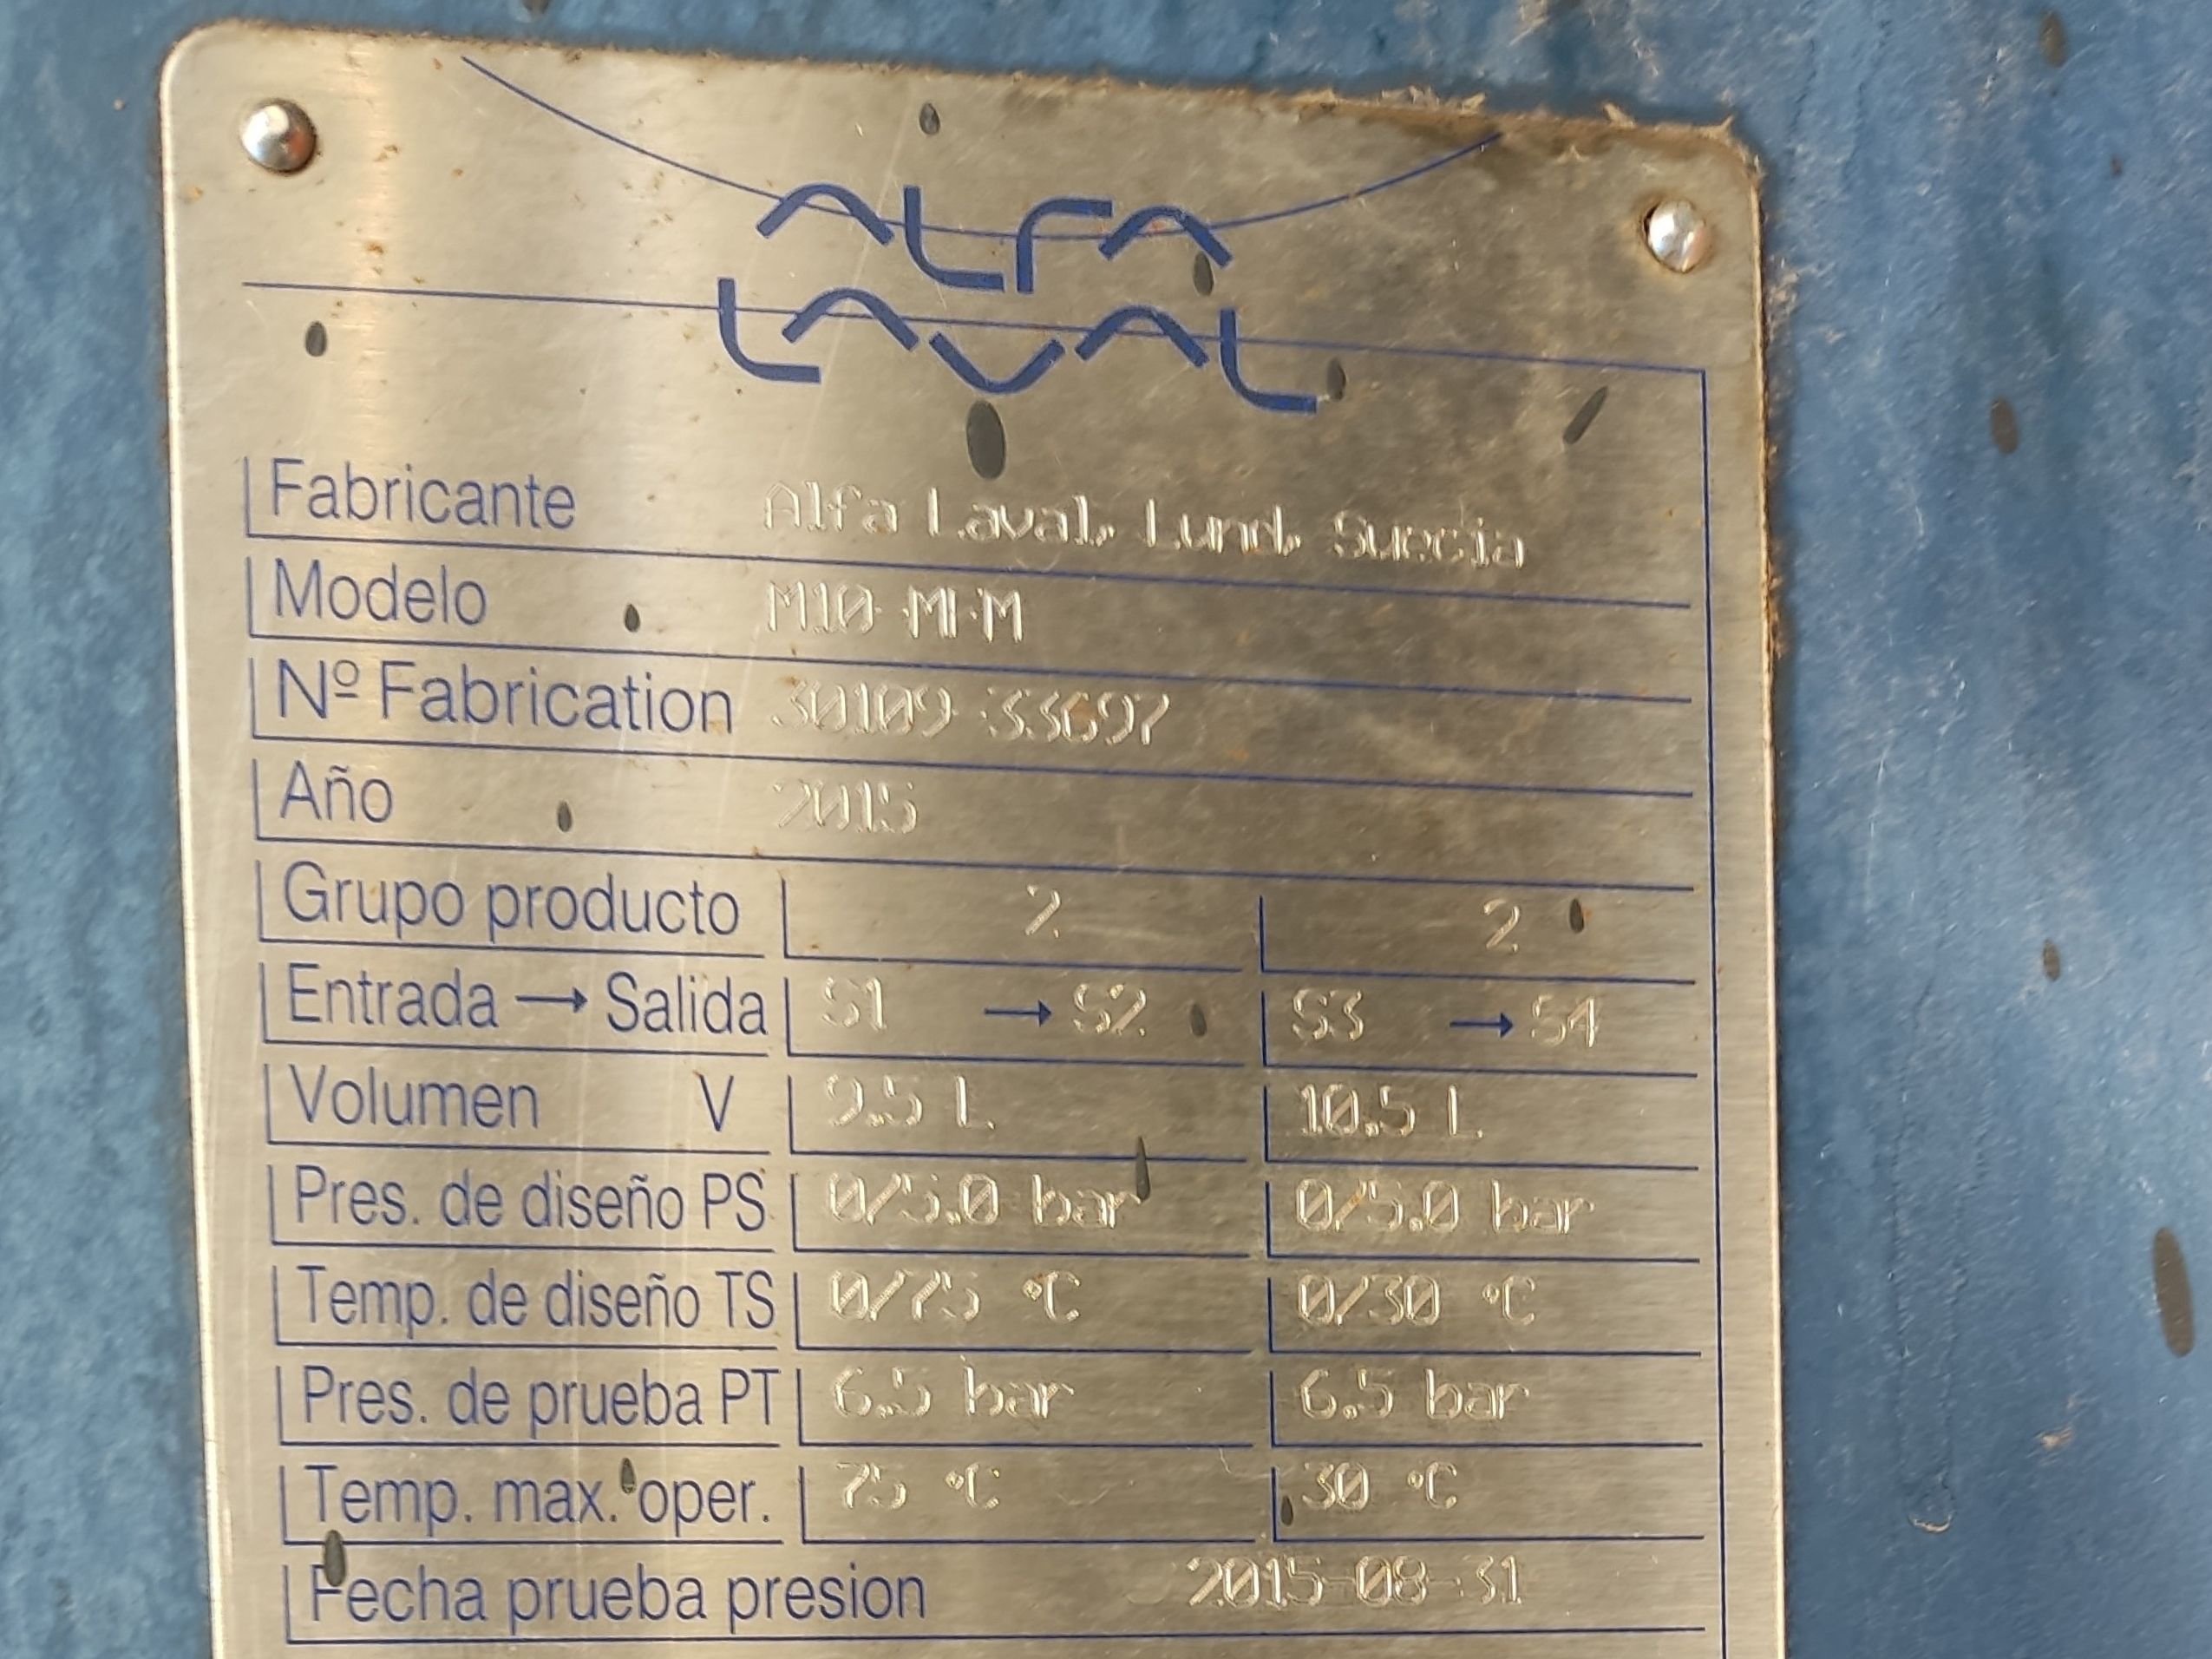 ALFA
LAVAL
Fabricante Alfa Laval, Lund, Suecia
Modelo M10-MFM
Nº Fabrication 30109-33697
Año 2015
Grupo producto 2 2
Entrada → Salida S1 → S2 S3 → S4
Volumen V 9.5 L 10.5 L
Pres. de diseño PS 0/5.0 bar 0/5.0 bar
Temp. de diseño TS 0/75 °C 0/30 °C
Pres. de prueba PT 6.5 bar 6.5 bar
Temp. max. oper. 75 °C 30 °C
Fecha prueba presion 2015-08-31